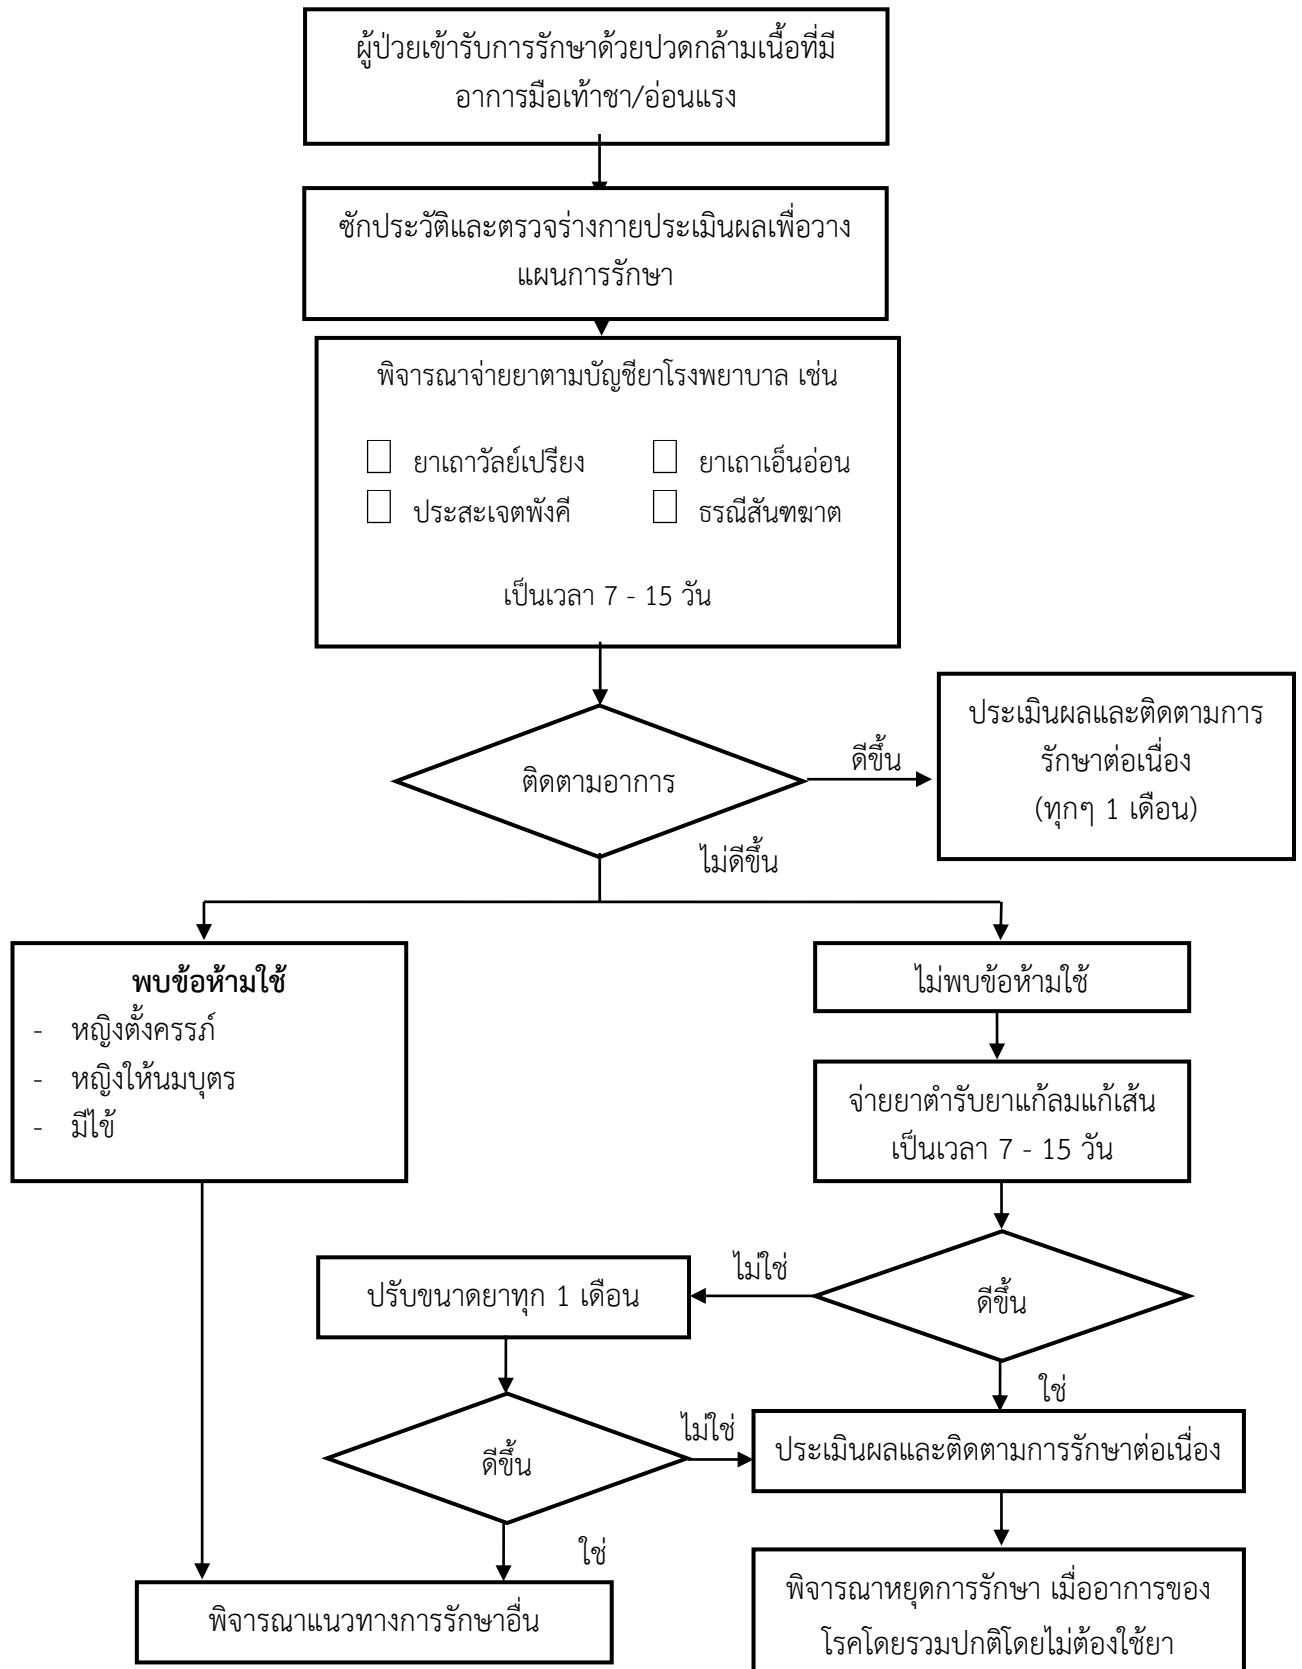 ผู้ป่วยเข้ารับการรักษาด้วยปวดกล้ามเนื้อที่มี
อาการมือเท้าชา/อ่อนแรง
ซักประวัติและตรวจร่างกายประเมินผลเพื่อวาง
แผนการรักษา
พิจารณาจ่ายยาตามบัญชียาโรงพยาบาล เช่น
ยาเถาวัลย์เปรียง
ยาเถาเอ็นอ่อน
ประสะเจตพังคี
ธรณีสันฑฆาต
เป็นเวลา 7 - 15 วัน
ติดตามอาการ
ดีขึ้น
ประเมินผลและติดตามการ
รักษาต่อเนื่อง
(ทุกๆ 1 เดือน)
ไม่ดีขึ้น
พบข้อห้ามใช้
- หญิงตั้งครรภ์
- หญิงให้นมบุตร
- มีไข้
ไม่พบข้อห้ามใช้
จ่ายยาตำรับยาแก้ลมแก้เส้น
เป็นเวลา 7 - 15 วัน
ดีขึ้น
ไม่ใช่
ปรับขนาดยาทุก 1 เดือน
ใช่
ดีขึ้น
ไม่ใช่
ประเมินผลและติดตามการรักษาต่อเนื่อง
ใช่
พิจารณาแนวทางการรักษาอื่น
พิจารณาหยุดการรักษา เมื่ออาการของ
โรคโดยรวมปกติโดยไม่ต้องใช้ยา